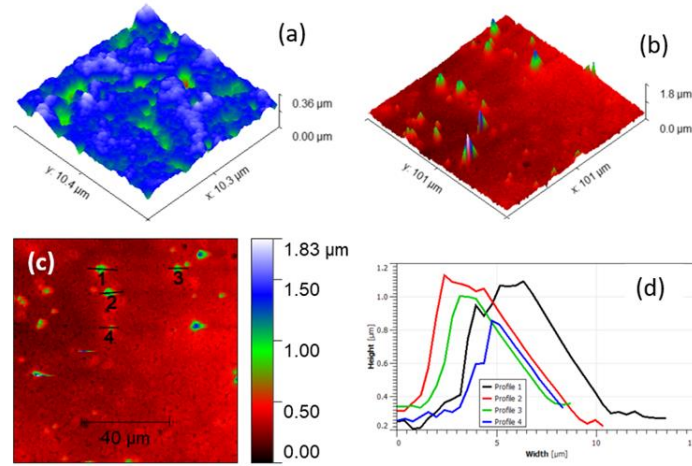 (a)
0.36 µm
0.00 µm
y: 10.4 µm
x: 10.3 µm
(b)
1.8 µm
0.0 µm
y: 101 µm
x: 101 µm
(c)
1
3
2
4
40 µm
1.83 µm
1.50
1.00
0.50
0.00
(d)
1.2
1.0
0.8
0.6
0.4
0.2
Height [µm]
Profile 1
Profile 2
Profile 3
Profile 4
0
5
10
Width [µm]